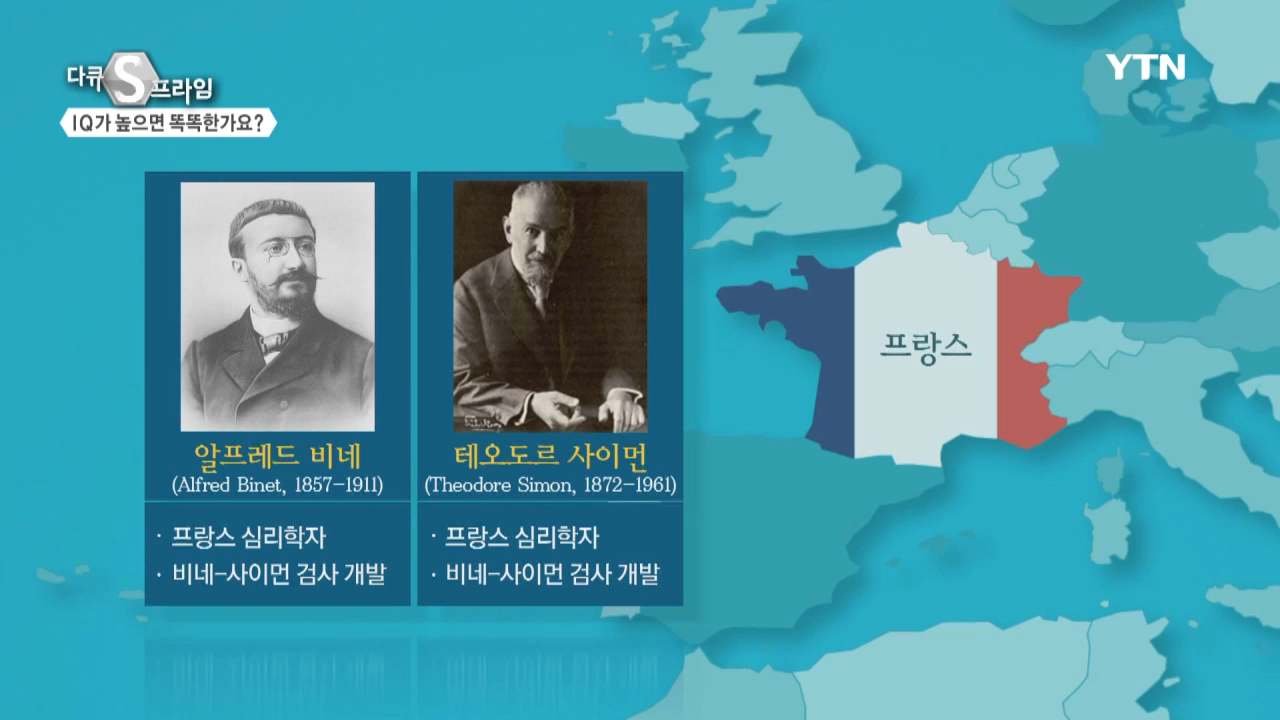 다큐 S 프라임
IQ가 높으면 똑똑한가요?
YTN
프랑스
알프레드 비네
(Alfred Binet, 1857-1911)
· 프랑스 심리학자
· 비네-사이먼 검사 개발
테오도르 사이먼
(Theodore Simon, 1872-1961)
· 프랑스 심리학자
· 비네-사이먼 검사 개발